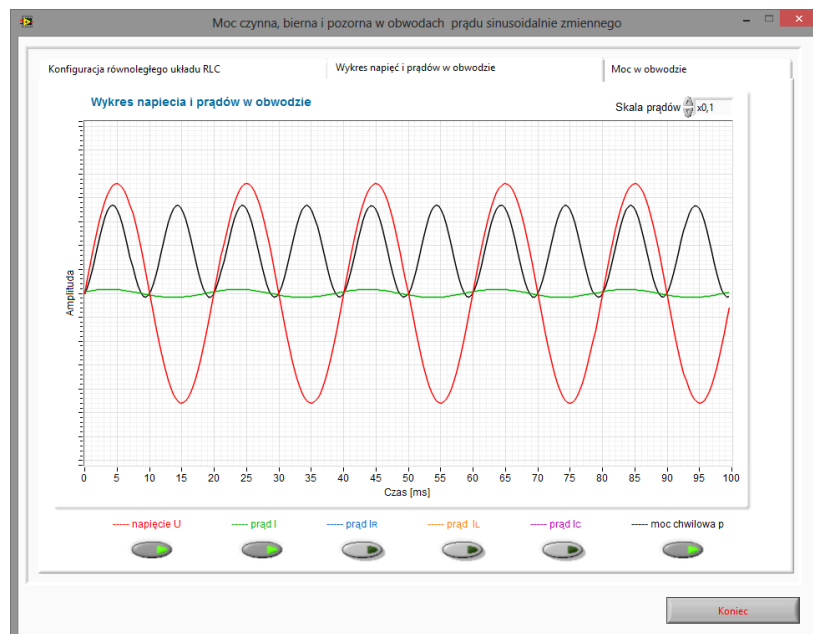 Moc czynna, bierna i pozorna w obwodach prądu sinusoidalnie zmiennego
Konfiguracja równoległego układu RLC
Wykres napięć i prądów w obwodzie
Moc w obwodzie
Wykres napiecia i prądów w obwodzie
Skala prądów x0,1
Amplituda
0 5 10 15 20 25 30 35 40 45 50 55 60 65 70 75 80 85 90 95 100
Czas [ms]
----- napięcie U ----- prąd I ----- prąd IR ----- prąd IL ----- prąd IC ----- moc chwilowa p
Koniec